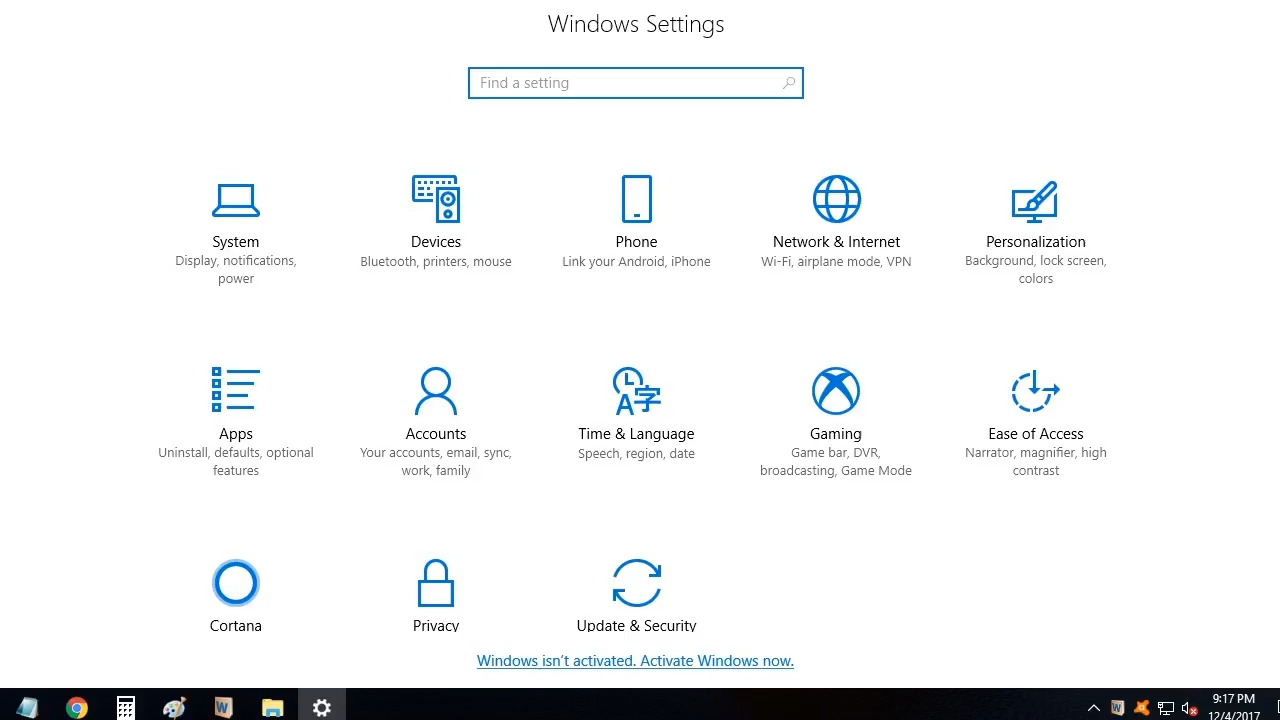 Windows Settings
Find a setting
System
Display, notifications,
power
Devices
Bluetooth, printers, mouse
Phone
Link your Android, iPhone
Network & Internet
Wi-Fi, airplane mode, VPN
Personalization
Background, lock screen,
colors
Apps
Uninstall, defaults, optional
features
Accounts
Your accounts, email, sync,
work, family
Time & Language
Speech, region, date
Gaming
Game bar, DVR,
broadcasting, Game Mode
Ease of Access
Narrator, magnifier, high
contrast
Cortana
Privacy
Update & Security
Windows isn't activated. Activate Windows now.
9:17 PM
12/4/2017